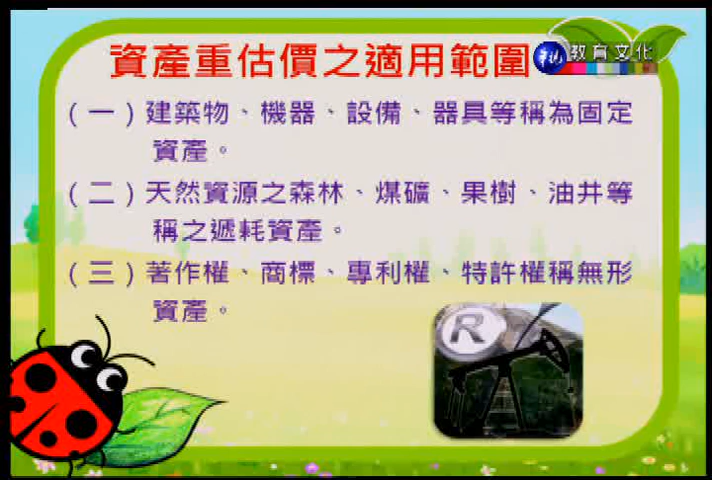 資產重估價之適用範圍
華視 教育文化
(一)建築物、機器、設備、器具等稱為固定
資產。
(二)天然資源之森林、煤礦、果樹、油井等
稱之遞耗資產。
(三)著作權、商標、專利權、特許權稱無形
資產。
R